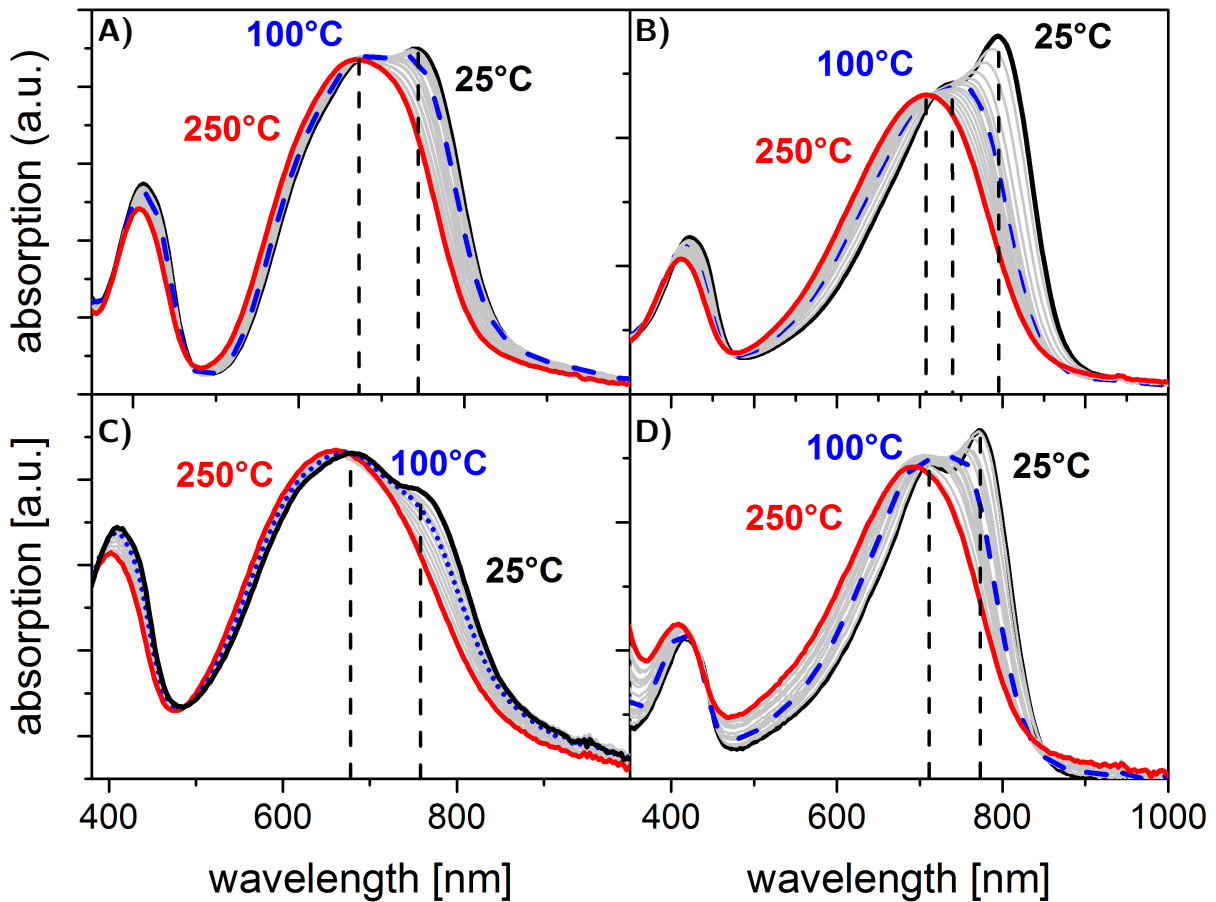 A) 100°C 25°C 250°C
B) 25°C 100°C 250°C
absorption (a.u.)
C) 250°C 100°C 25°C
D) 100°C 25°C 250°C
absorption [a.u.]
400 600 800
400 600 800 1000
wavelength [nm]
wavelength [nm]